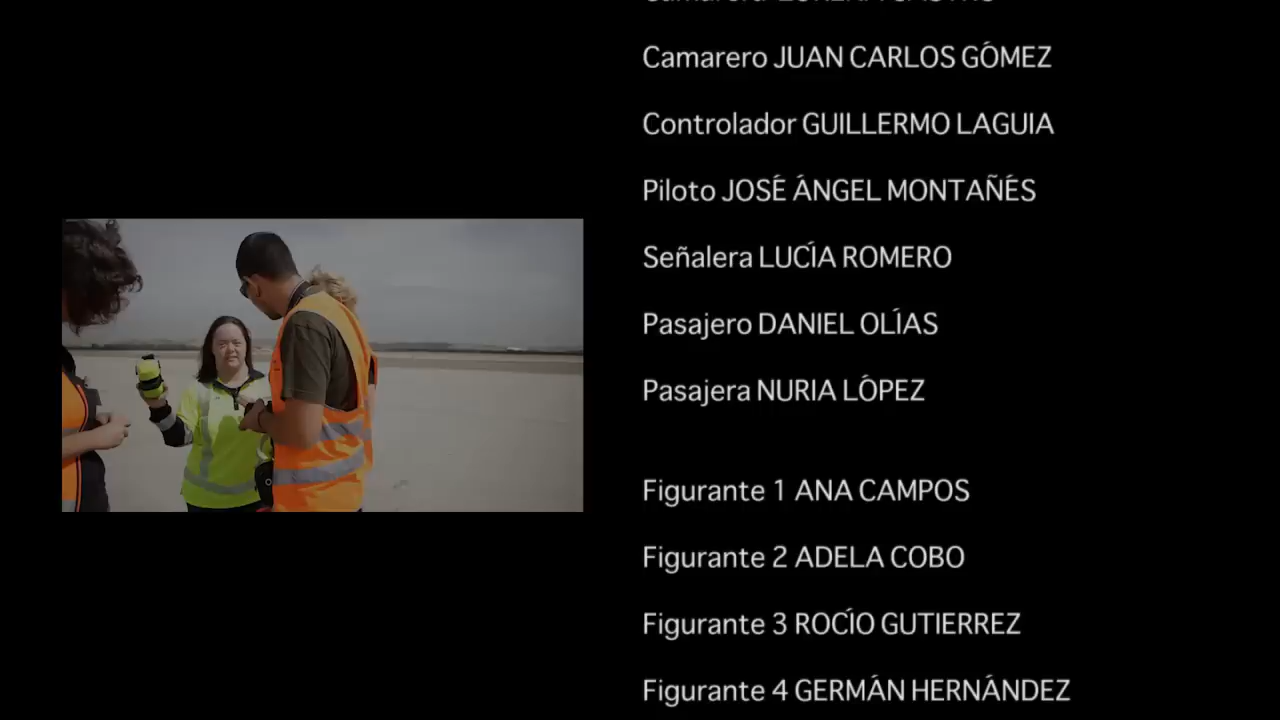 Camarero JUAN CARLOS GÓMEZ
Controlador GUILLERMO LAGUIA
Piloto JOSÉ ÁNGEL MONTAÑÉS
Señalera LUCÍA ROMERO
Pasajero DANIEL OLÍAS
Pasajera NURIA LÓPEZ
Figurante 1 ANA CAMPOS
Figurante 2 ADELA COBO
Figurante 3 ROCÍO GUTIERREZ
Figurante 4 GERMÁN HERNÁNDEZ